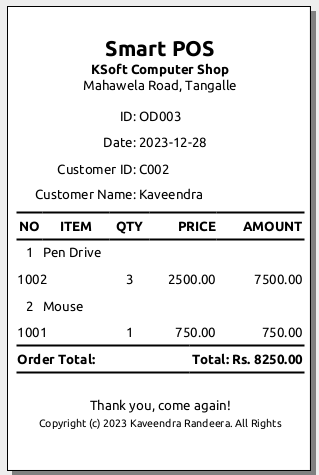 Smart POS
KSoft Computer Shop
Mahawela Road, Tangalle
ID: OD003
Date: 2023-12-28
Customer ID: C002
Customer Name: Kaveendra
NO ITEM QTY PRICE AMOUNT
1 Pen Drive
1002 3 2500.00 7500.00
2 Mouse
1001 1 750.00 750.00
Order Total: Total: Rs. 8250.00
Thank you, come again!
Copyright (c) 2023 Kaveendra Randeera. All Rights